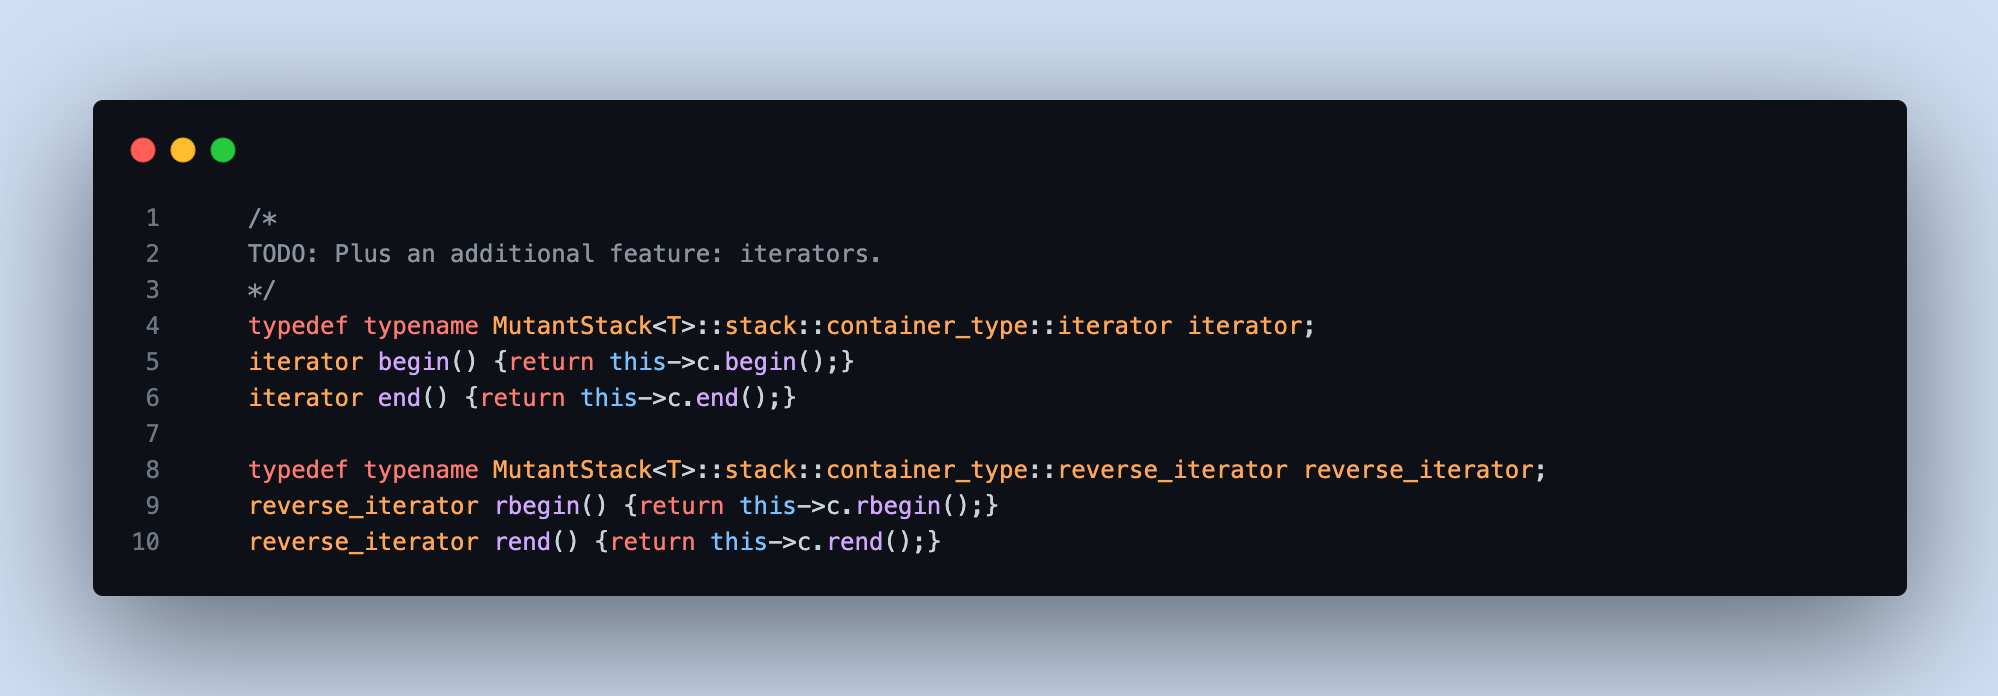 1 /*
2 TODO: Plus an additional feature: iterators.
3 */
4 typedef typename MutantStack<T>::stack::container_type::iterator iterator;
5 iterator begin() {return this->c.begin();}
6 iterator end() {return this->c.end();}
7
8 typedef typename MutantStack<T>::stack::container_type::reverse_iterator reverse_iterator;
9 reverse_iterator rbegin() {return this->c.rbegin();}
10 reverse_iterator rend() {return this->c.rend();}